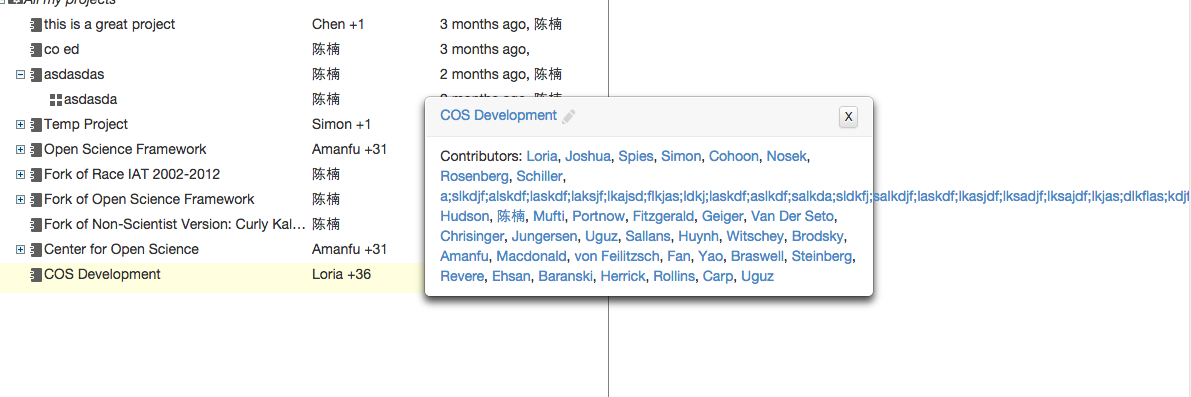 All my projects
this is a great project Chen +1 3 months ago, 陈楠
co ed 陈楠 3 months ago,
asdasdas 陈楠 2 months ago, 陈楠
asdasda 陈楠
Temp Project Simon +1
Open Science Framework Amanfu +31
Fork of Race IAT 2002-2012 陈楠
Fork of Open Science Framework 陈楠
Fork of Non-Scientist Version: Curly Kal... 陈楠
Center for Open Science Amanfu +31
COS Development Loria +36
COS Development X
Contributors: Loria, Joshua, Spies, Simon, Cohoon, Nosek,
Rosenberg, Schiller,
a;slkdjf;alskdf;laskdf;laksjf;lkajsd;flkjas;ldkj;laskdf;aslkdf;salkda;sldkfj;salkdjf;laskdf;lkasjdf;lksadjf;lksajdf;lkjas;dlkflas;kdjf
Hudson, 陈楠, Mufti, Portnow, Fitzgerald, Geiger, Van Der Seto,
Chrisinger, Jungersen, Uguz, Sallans, Huynh, Witschey, Brodsky,
Amanfu, Macdonald, von Feilitzsch, Fan, Yao, Braswell, Steinberg,
Revere, Ehsan, Baranski, Herrick, Rollins, Carp, Uguz